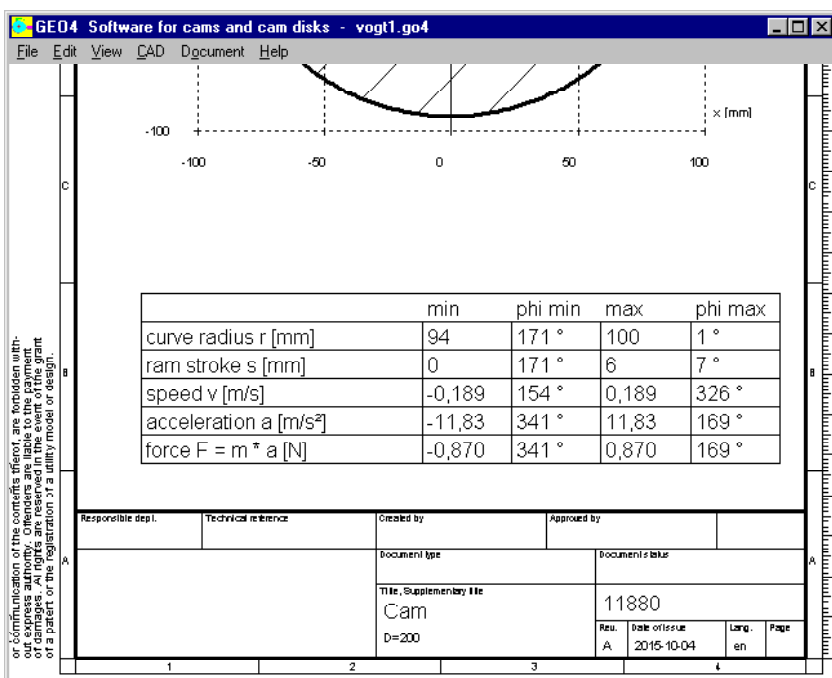 GEO4 Software for cams and cam disks - vogt1.go4
File Edit View CAD Document Help
x [mm]
-100
-100 -50 0 50 100
C C
min phi min max phi max
curve radius r [mm] 94 171 ° 100 1 °
ram stroke s [mm] 0 171 ° 6 7 °
speed v [m/s] -0,189 154 ° 0,189 326 °
acceleration a [m/s²] -11,83 341 ° 11,83 169 °
force F = m * a [N] -0,870 341 ° 0,870 169 °
B B
or communication of the contents therof, are forbidden with-
out express authority. Offenders are liable to the payment
of damages. All rights are reserved in the event of the grant
of a patent or the registration of a utility model or design.
Responsible dept. Technical reference Created by Approved by
A A
Document type Document status
Title, Supplementary title
Cam
11880
D=200
Rev. Date of issue Lang. Page
A 2015-10-04 en
1 2 3 4